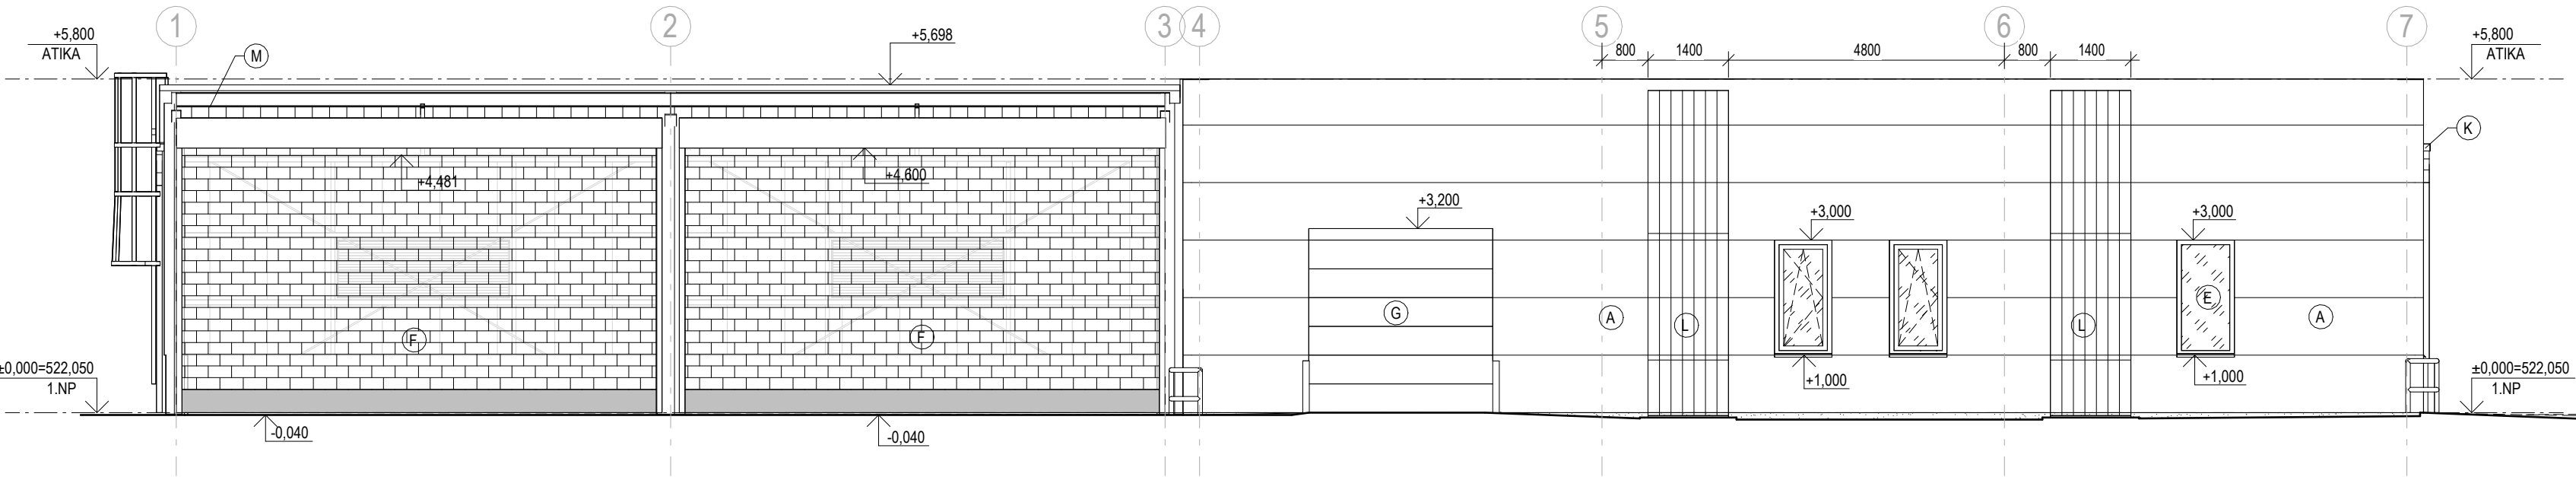 1 2 3 4 5 6 7
+5,800
ATIKA
M
+5,698
800 1400 4800 800 1400
+5,800
ATIKA
K
+4,481
+4,600
+3,200
+3,000
+3,000
E
G
A
L
L
A
F
F
±0,000=522,050
1.NP
+1,000
+1,000
±0,000=522,050
1.NP
-0,040
-0,040